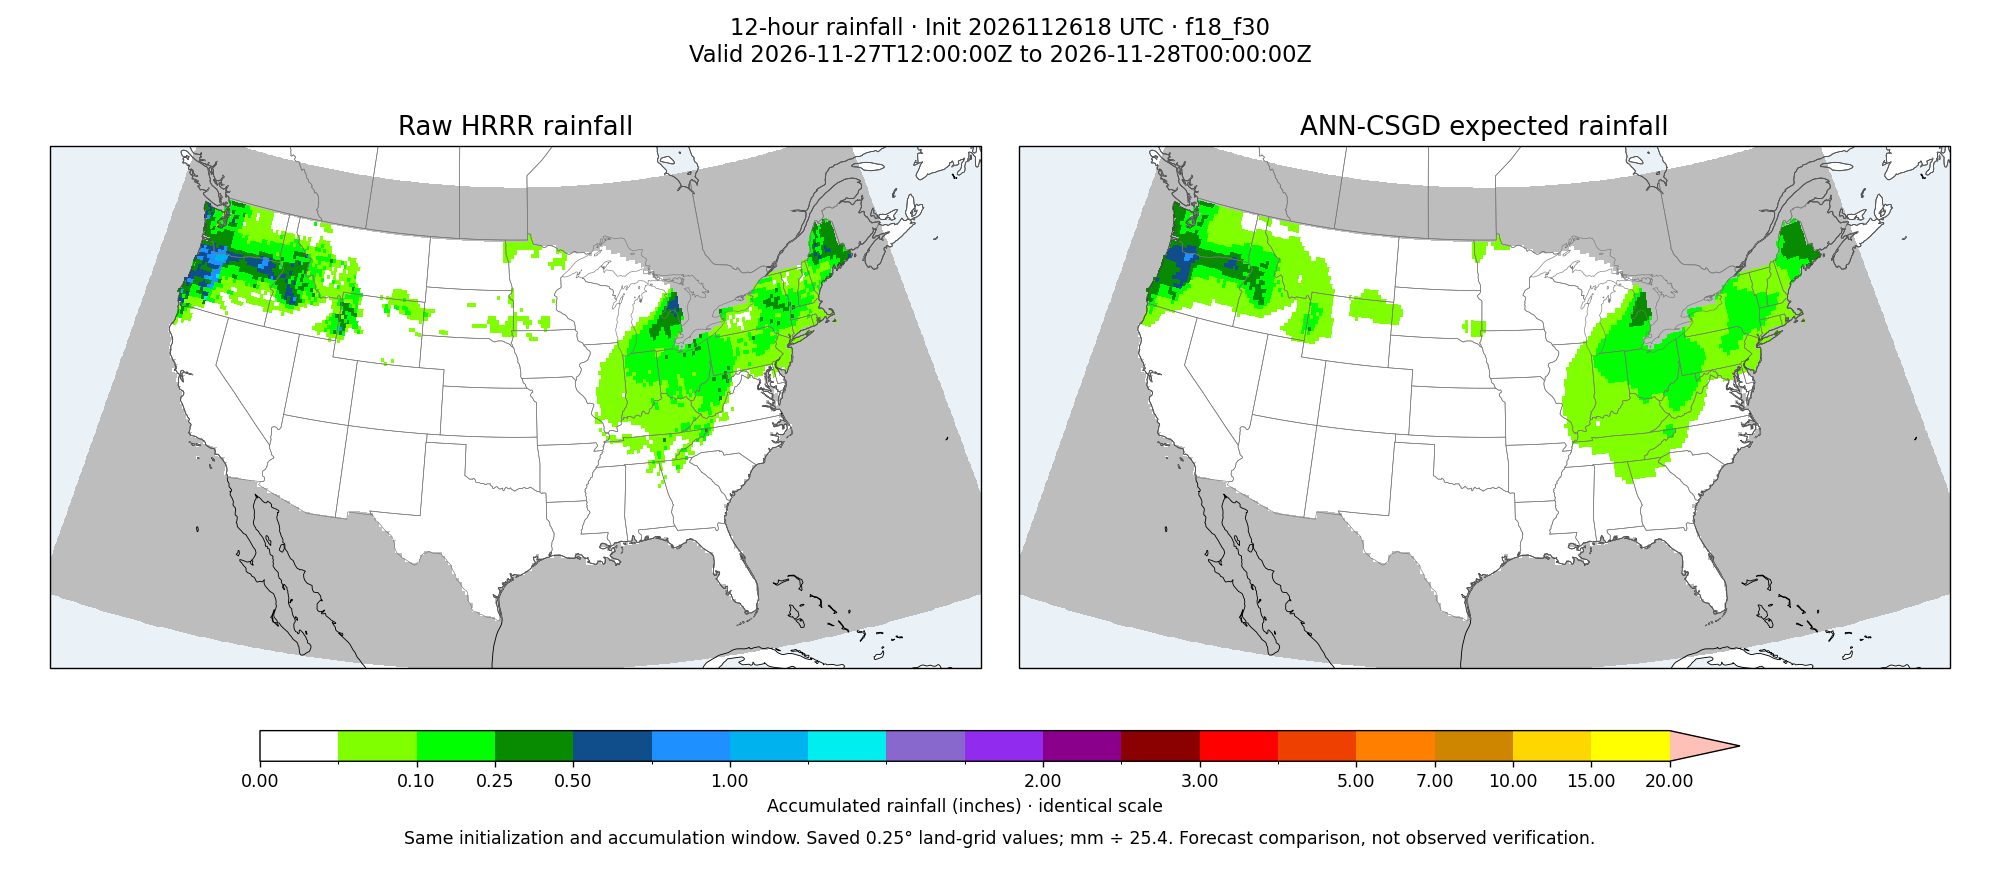 12-hour rainfall · Init 2026112618 UTC · f18_f30
Valid 2026-11-27T12:00:00Z to 2026-11-28T00:00:00Z
Raw HRRR rainfall
ANN-CSGD expected rainfall
0.00 0.10 0.25 0.50 1.00 2.00 3.00 5.00 7.00 10.00 15.00 20.00
Accumulated rainfall (inches) · identical scale
Same initialization and accumulation window. Saved 0.25° land-grid values; mm ÷ 25.4. Forecast comparison, not observed verification.